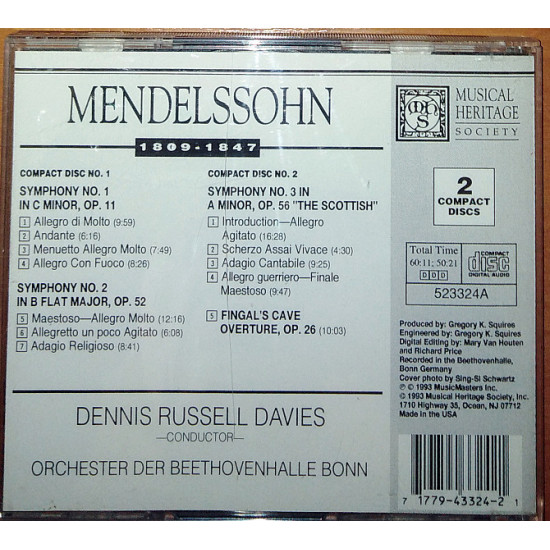 MENDELSSOHN
1809-1847
COMPACT DISC NO. 1
SYMPHONY NO. 1
IN C MINOR, OP. 11
1 Allegro di Molto (9:59)
2 Andante (6:16)
3 Menuetto Allegro Molto (7:49)
4 Allegro Con Fuoco (8:26)
SYMPHONY NO. 2
IN B FLAT MAJOR, OP. 52
5 Maestoso—Allegro Molto (12:16)
6 Allegretto un poco Agitato (6:08)
7 Adagio Religioso (8:41)
COMPACT DISC NO. 2
SYMPHONY NO. 3 IN
A MINOR, OP. 56 "THE SCOTTISH"
1 Introduction—Allegro
Agitato (16:28)
2 Scherzo Assai Vivace (4:30)
3 Adagio Cantabile (9:25)
4 Allegro guerriero—Finale
Maestoso (9:47)
5 FINGAL'S CAVE
OVERTURE, OP. 26 (10:03)
DENNIS RUSSELL DAVIES
—CONDUCTOR—
ORCHESTER DER BEETHOVENHALLE BONN
MUSICAL
HERITAGE
SOCIETY
2
COMPACT
DISCS
Total Time
60:11; 50:21
DDD
COMPACT
disc
DIGITAL AUDIO
523324A
Produced by: Gregory K. Squires
Engineered by: Gregory K. Squires
Digital Editing by: Mary Van Houten
and Richard Price
Recorded in the Beethovenhalle,
Bonn Germany
Cover photo by Sing-Si Schwartz
℗ © 1993 MusicMasters Inc.
© 1993 Musical Heritage Society, Inc.
1710 Highway 35, Ocean, NJ 07712
Made in the USA
7 1779-43324-2 1